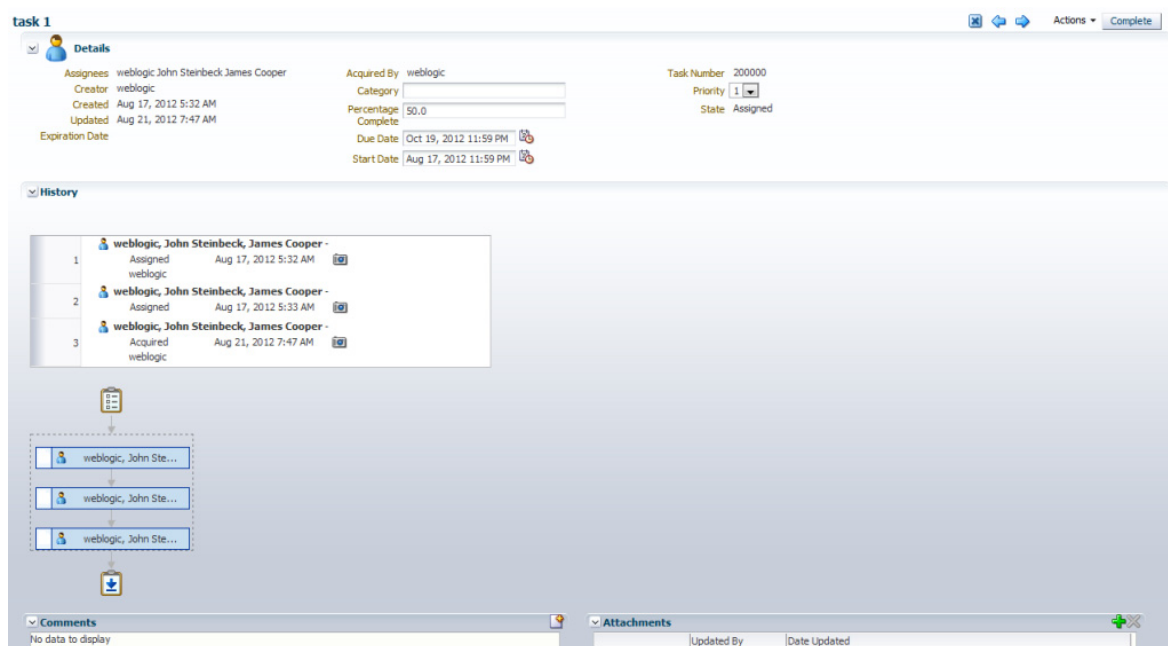 task 1
Actions
Complete
Details
Assignees weblogic John Steinbeck James Cooper
Creator weblogic
Created Aug 17, 2012 5:32 AM
Updated Aug 21, 2012 7:47 AM
Expiration Date
Acquired By weblogic
Category
Percentage Complete 50.0
Due Date Oct 19, 2012 11:59 PM
Start Date Aug 17, 2012 11:59 PM
Task Number 200000
Priority 1
State Assigned
History
1
weblogic, John Steinbeck, James Cooper -
Assigned Aug 17, 2012 5:32 AM
weblogic
2
weblogic, John Steinbeck, James Cooper -
Assigned Aug 17, 2012 5:33 AM
3
weblogic, John Steinbeck, James Cooper -
Acquired Aug 21, 2012 7:47 AM
weblogic
weblogic, John Ste...
weblogic, John Ste...
weblogic, John Ste...
Comments
No data to display
Attachments
Updated By Date Updated